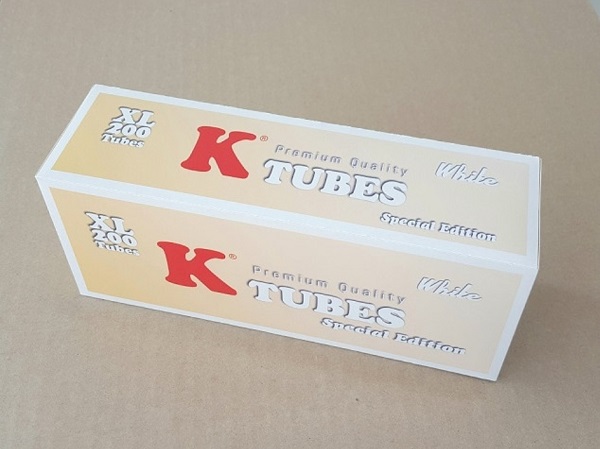 XL
200
Tubes
K®
Premium Quality
TUBES
White
Special Edition
XL
200
Tubes
K®
Premium Quality
TUBES
White
Special Edition